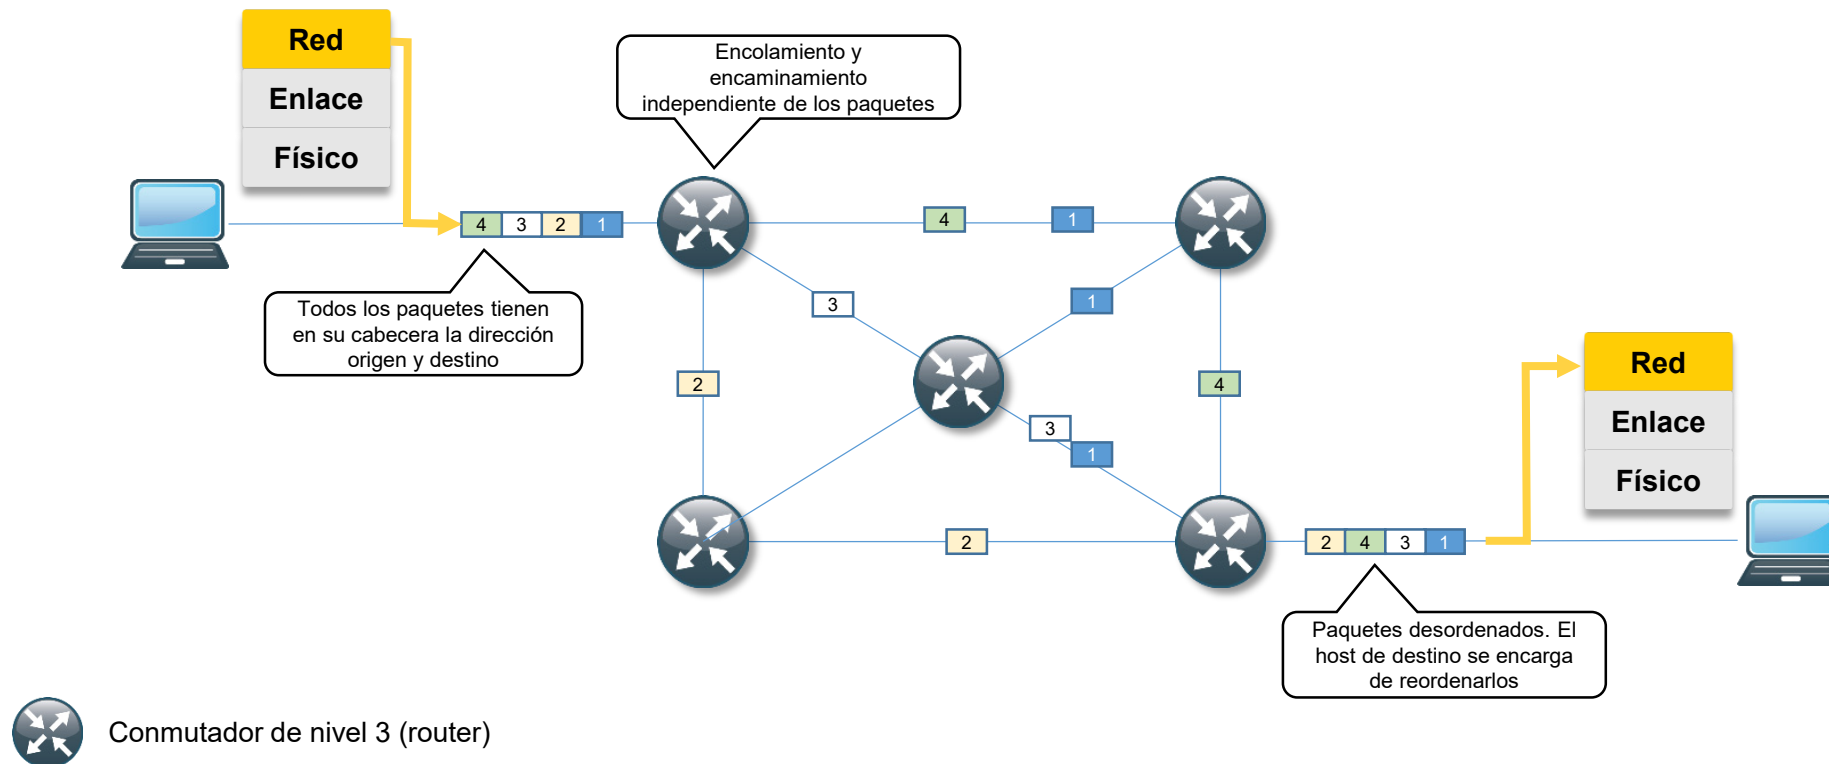 Red
Enlace
Físico
Encolamiento y
encaminamiento
independiente de los paquetes
4 3 2 1
4 1
Todos los paquetes tienen
en su cabecera la dirección
origen y destino
3
1
2
4
3
1
Red
Enlace
Físico
2
2 4 3 1
Paquetes desordenados. El
host de destino se encarga
de reordenarlos
Conmutador de nivel 3 (router)